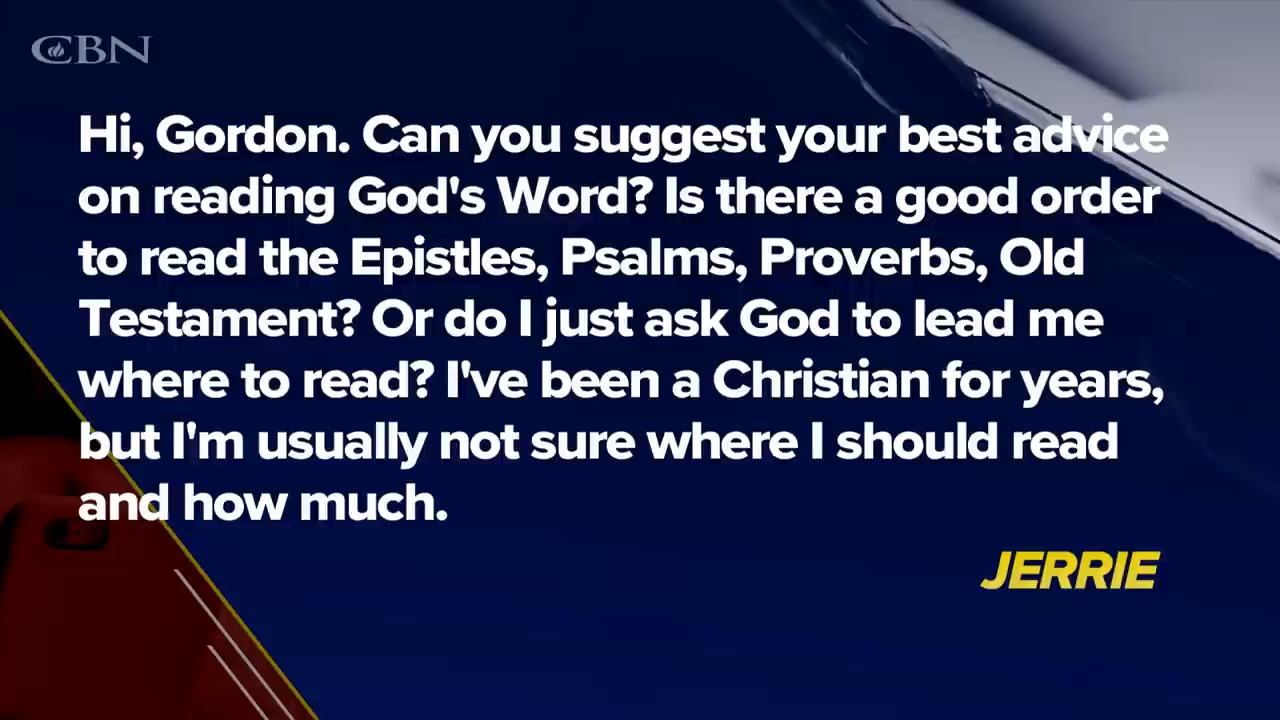 CBN
Hi, Gordon. Can you suggest your best advice
on reading God's Word? Is there a good order
to read the Epistles, Psalms, Proverbs, Old
Testament? Or do I just ask God to lead me
where to read? I've been a Christian for years,
but I'm usually not sure where I should read
and how much.
JERRIE